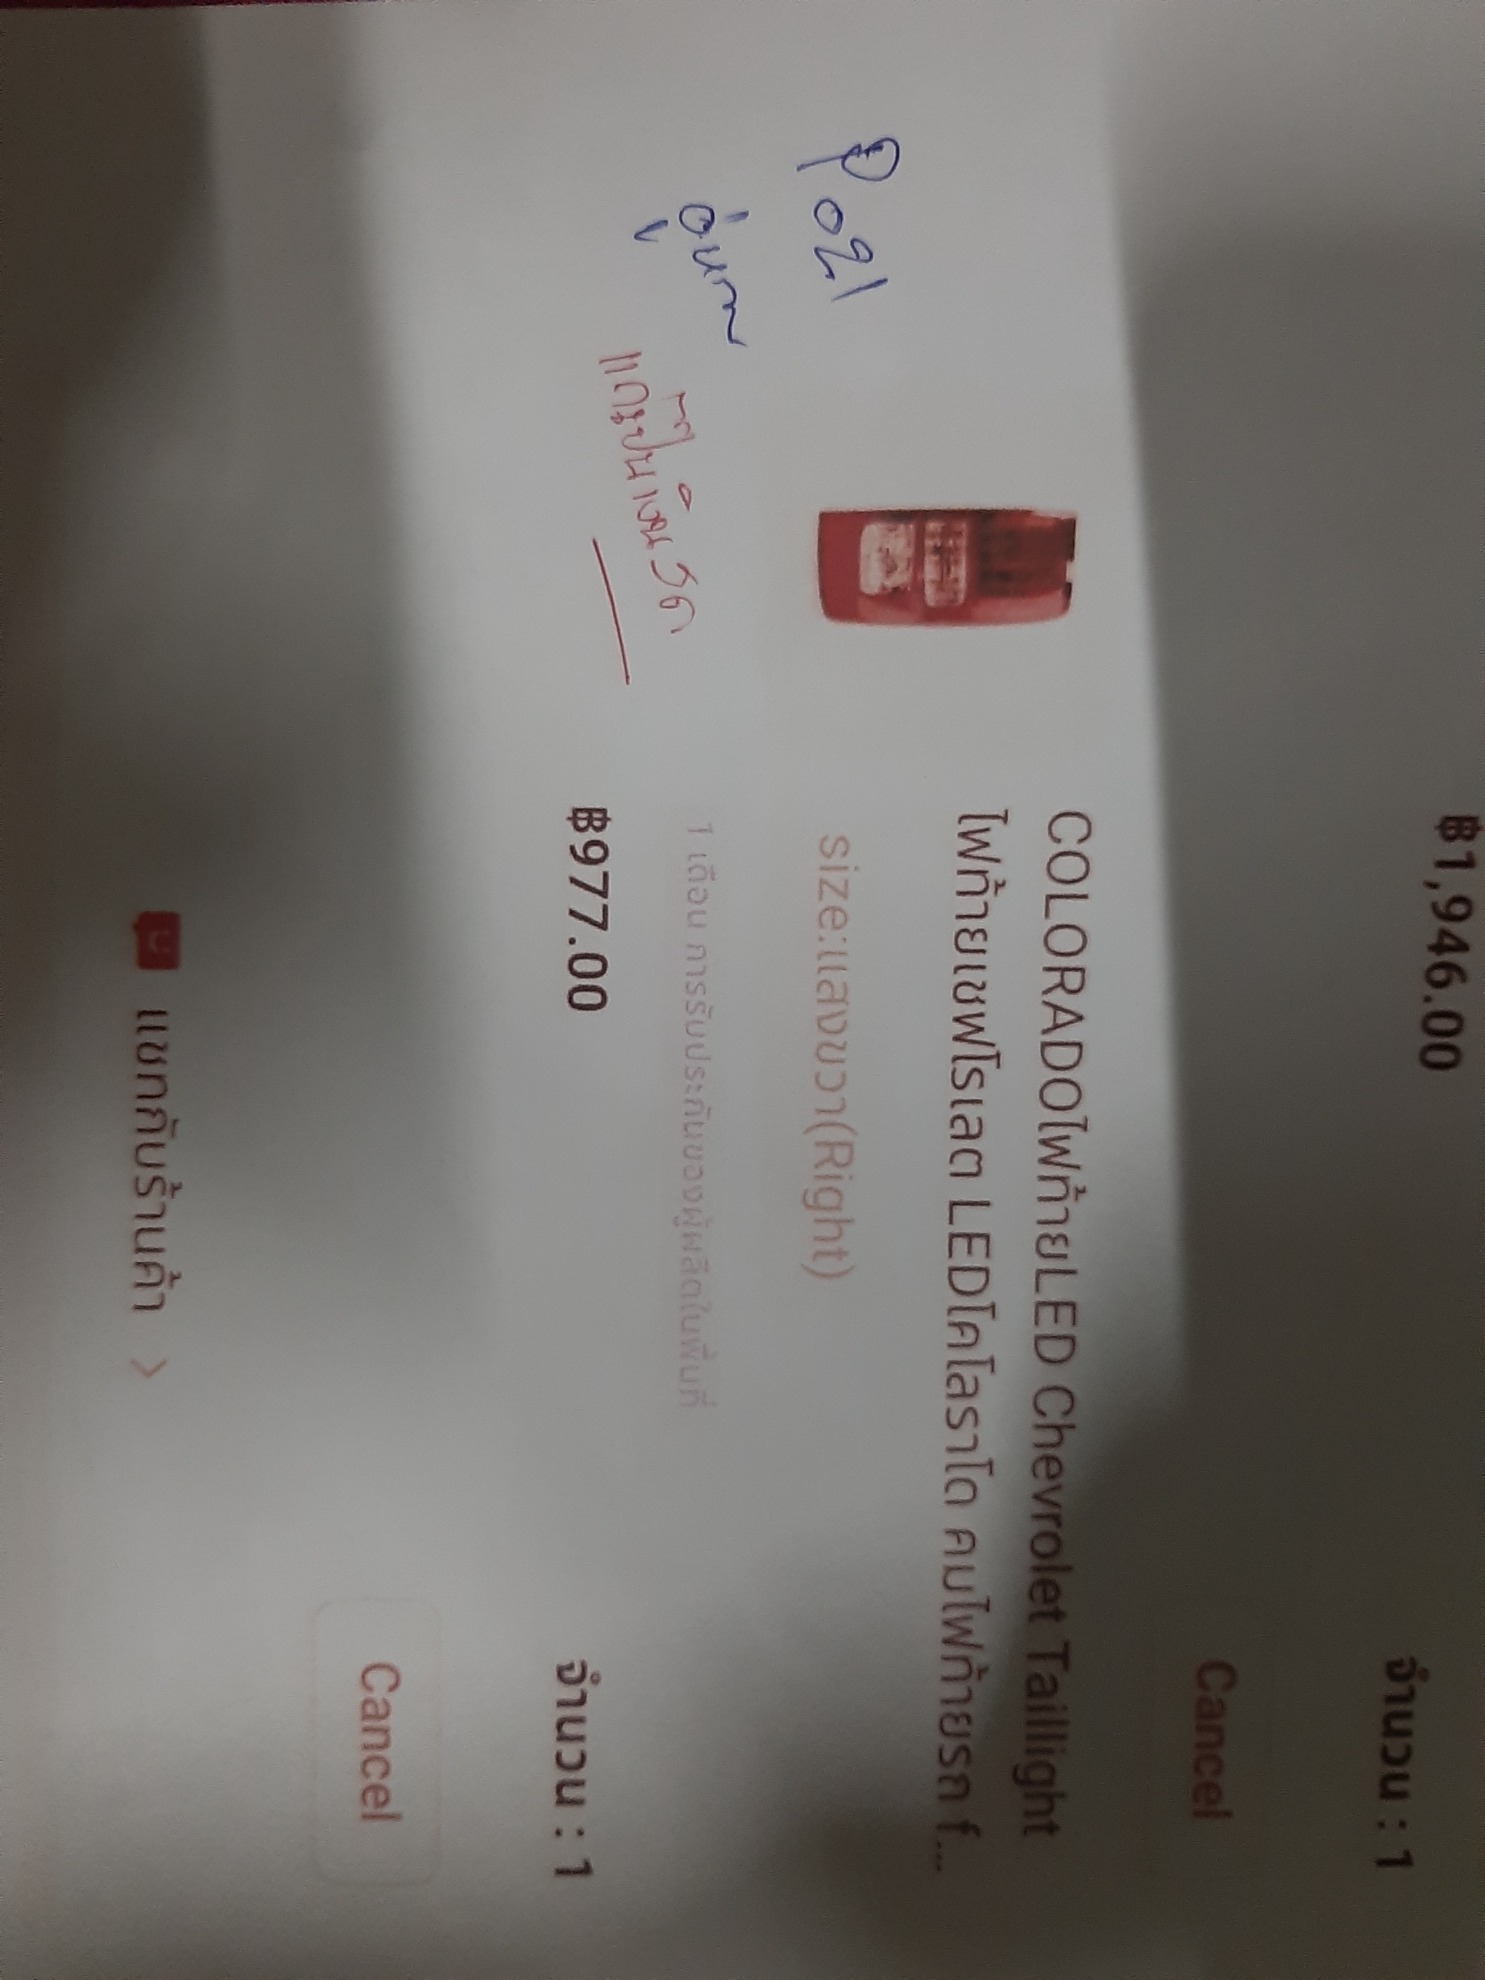 ฿1,946.00
จำนวน : 1
Cancel
COLORADOไฟท้ายLED Chevrolet Taillight
ไฟท้ายเชฟโรเลต LEDโคโลราโด คมไฟท้ายรถ f...
size:แสงขวา(Right)
1 เดือน การรับประกันของผู้ผลิตในพื้นที่
฿977.00
จำนวน : 1
Cancel
แชทกับร้านค้า
P021